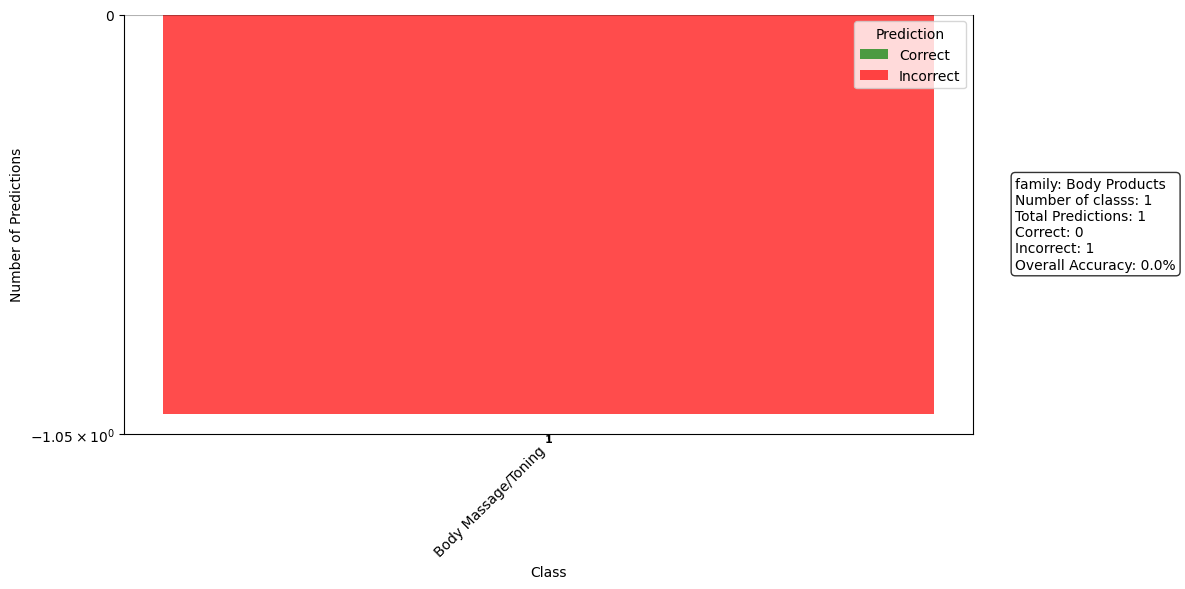 0
Prediction
Correct
Incorrect
Number of Predictions
family: Body Products
Number of classs: 1
Total Predictions: 1
Correct: 0
Incorrect: 1
Overall Accuracy: 0.0%
−1.05 × 10⁰
1
Body Massage/Toning
Class